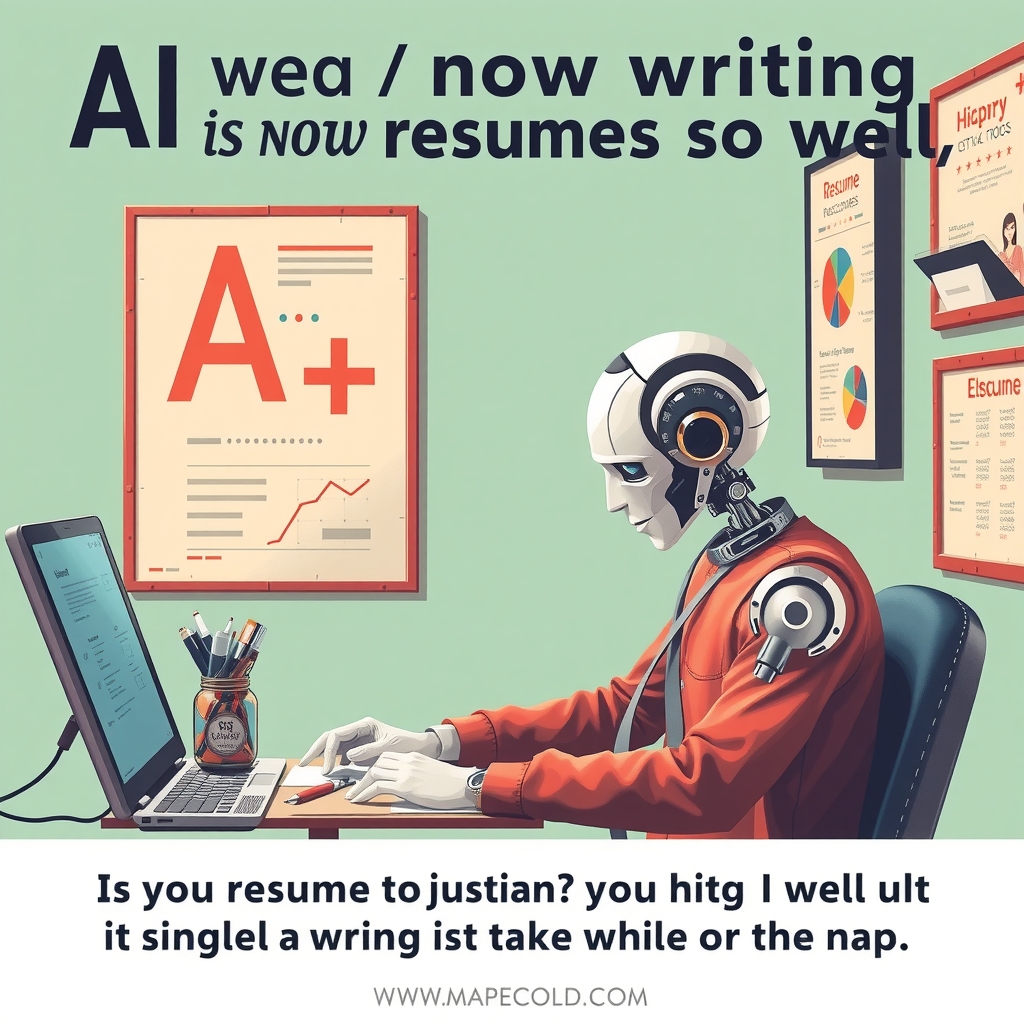 AI wea / now writing
is NOW resumes so well,
A+
Resume
Hicpiry
Elscume
Is you resume to justian? you hitg I well ult
it singlel a wring ist take while or the nap.
WWW.MAPECOLD.COM